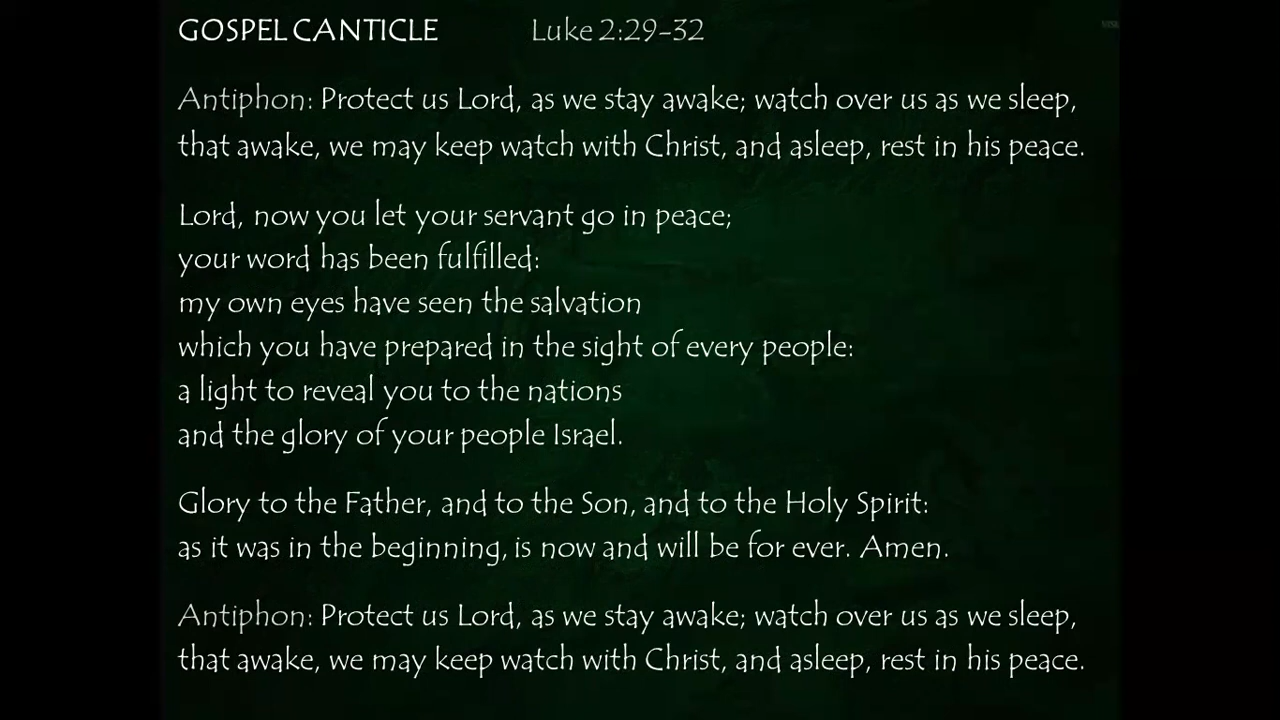 GOSPEL CANTICLE Luke 2:29-32
Antiphon: Protect us Lord, as we stay awake; watch over us as we sleep,
that awake, we may keep watch with Christ, and asleep, rest in his peace.
Lord, now you let your servant go in peace;
your word has been fulfilled:
my own eyes have seen the salvation
which you have prepared in the sight of every people:
a light to reveal you to the nations
and the glory of your people Israel.
Glory to the Father, and to the Son, and to the Holy Spirit:
as it was in the beginning, is now and will be for ever. Amen.
Antiphon: Protect us Lord, as we stay awake; watch over us as we sleep,
that awake, we may keep watch with Christ, and asleep, rest in his peace.